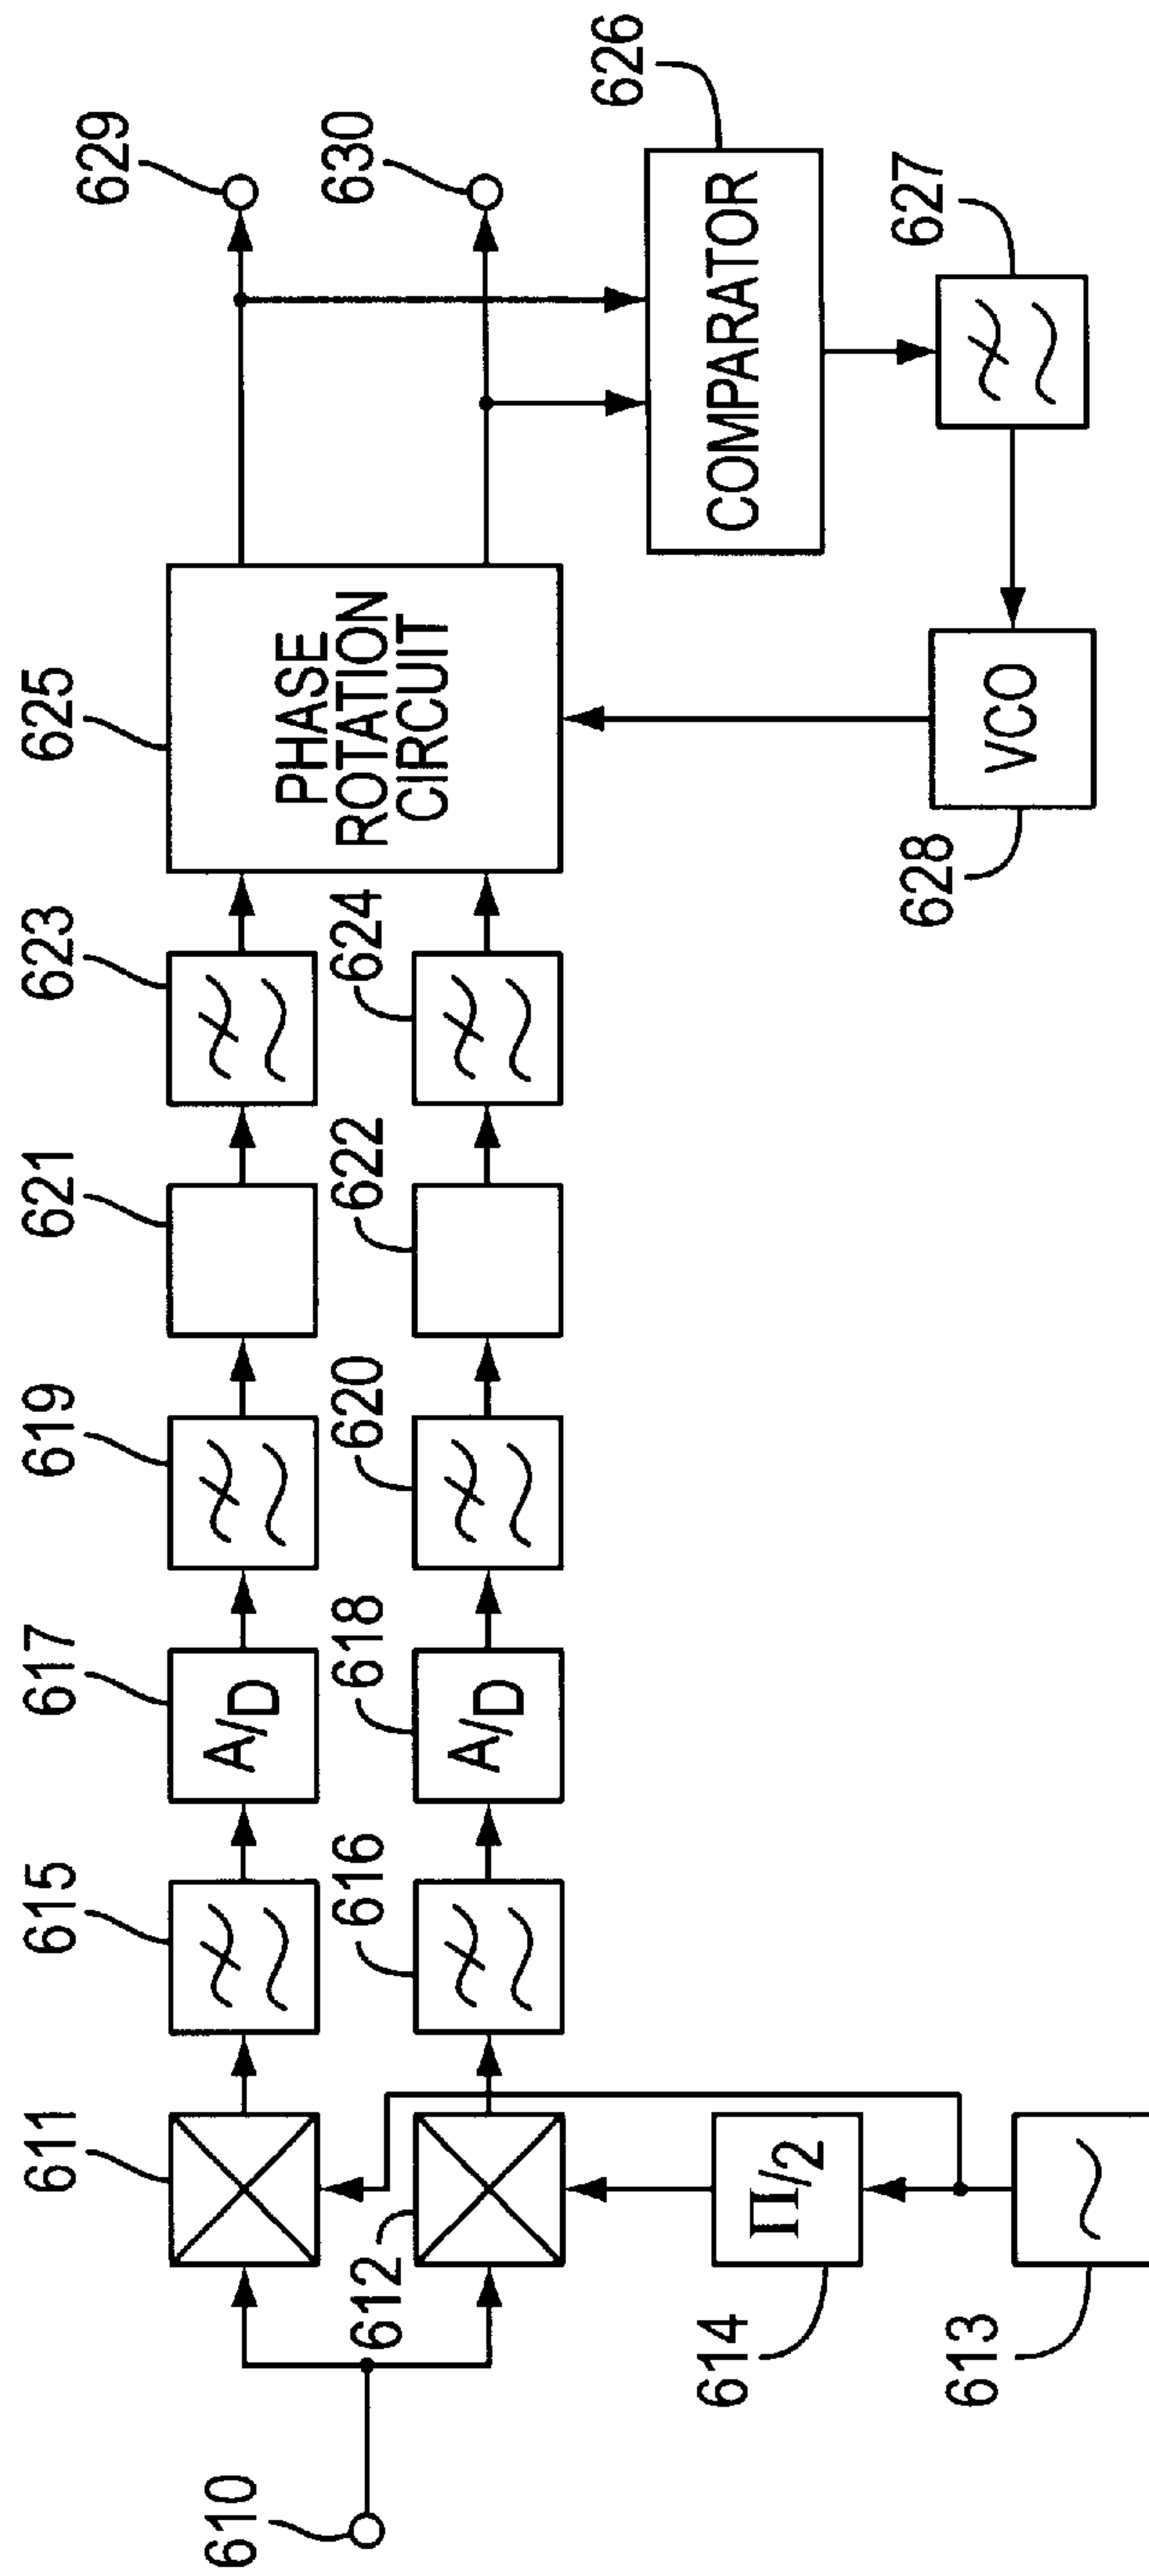 610
611
612
613
614
Π/2
615
616
617
A/D
618
A/D
619
620
621
622
623
624
625
PHASE
ROTATION
CIRCUIT
626
COMPARATOR
627
628
VCO
629
630